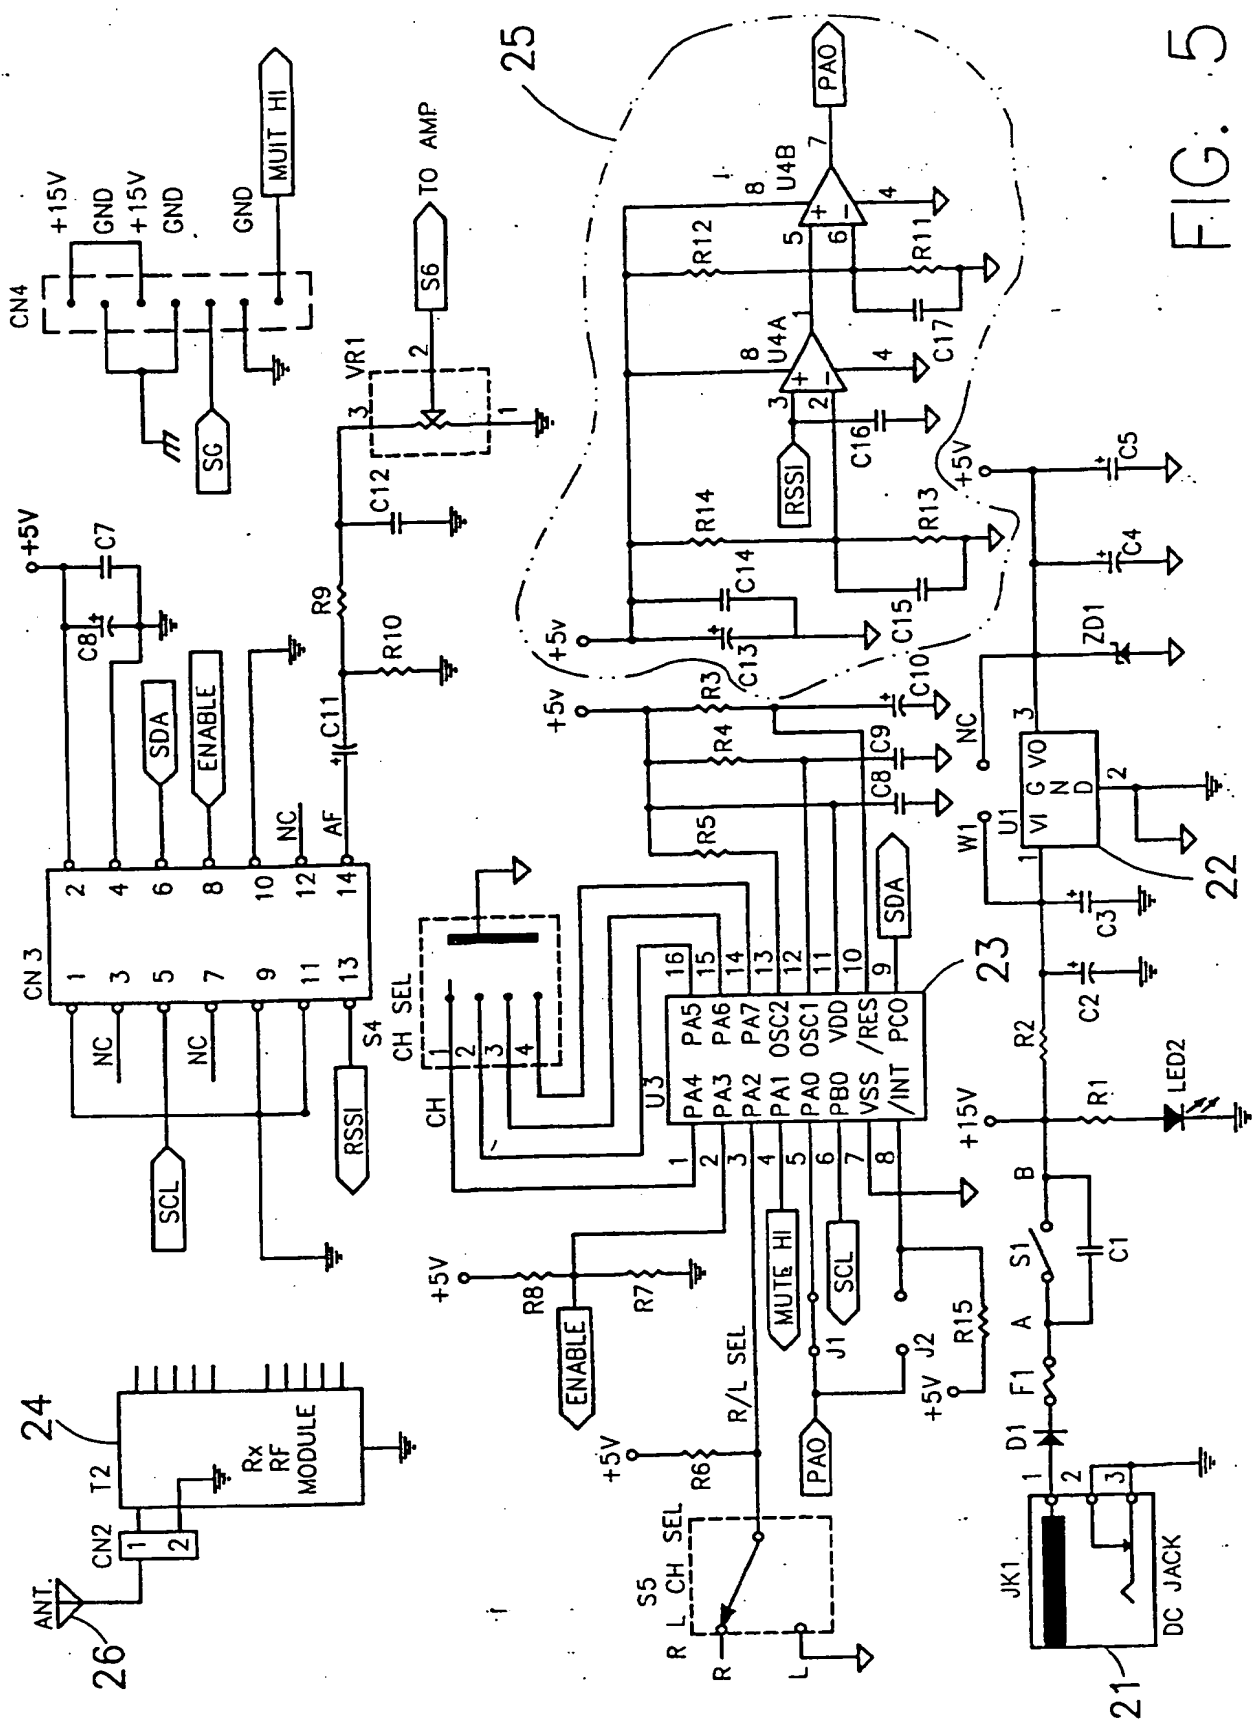 ANT.
26
CN2
1
2
T2
24
Rx
RF
MODULE
CN 3
1
3
5
7
9
11
13
2
4
6
8
10
12
14
NC
NC
SCL
RSSI
S4
SDA
ENABLE
NC
AF
+5V
C8
+
C7
+
C11
R10
R9
C12
VR1
3
2
1
S6
TO AMP
CN4
+15V
GND
+15V
GND
GND
SG
MUIT HI
CH SEL
CH
1
2
3
4
+5V
R8
R7
ENABLE
S5
R L CH SEL
R
L
+5V
R6
R/L SEL
MUTE HI
PA0
J1
SCL
J2
+5V
R15
U3
1
2
3
4
5
6
7
8
PA4
PA3
PA2
PA1
PA0
PB0
VSS
/INT
PA5
PA6
PA7
OSC2
OSC1
VDD
/RES
PC0
16
15
14
13
12
11
10
9
23
SDA
+5v
R5
R4
R3
C8
C9
C10
+
25
+5v
C13
+
C14
R14
C15
R13
RSSI
C16
3
2
8
1
4
U4A
+
-
R12
C17
R11
5
6
8
7
4
U4B
+
-
PA0
JK1
DC JACK
21
1
2
3
D1
F1
A
S1
C1
B
+15V
R1
LED2
R2
C2
+
C3
+
W1
NC
U1
VI
G
N
D
VO
1
2
3
22
ZD1
C4
+
C5
+
+5V
FIG. 5